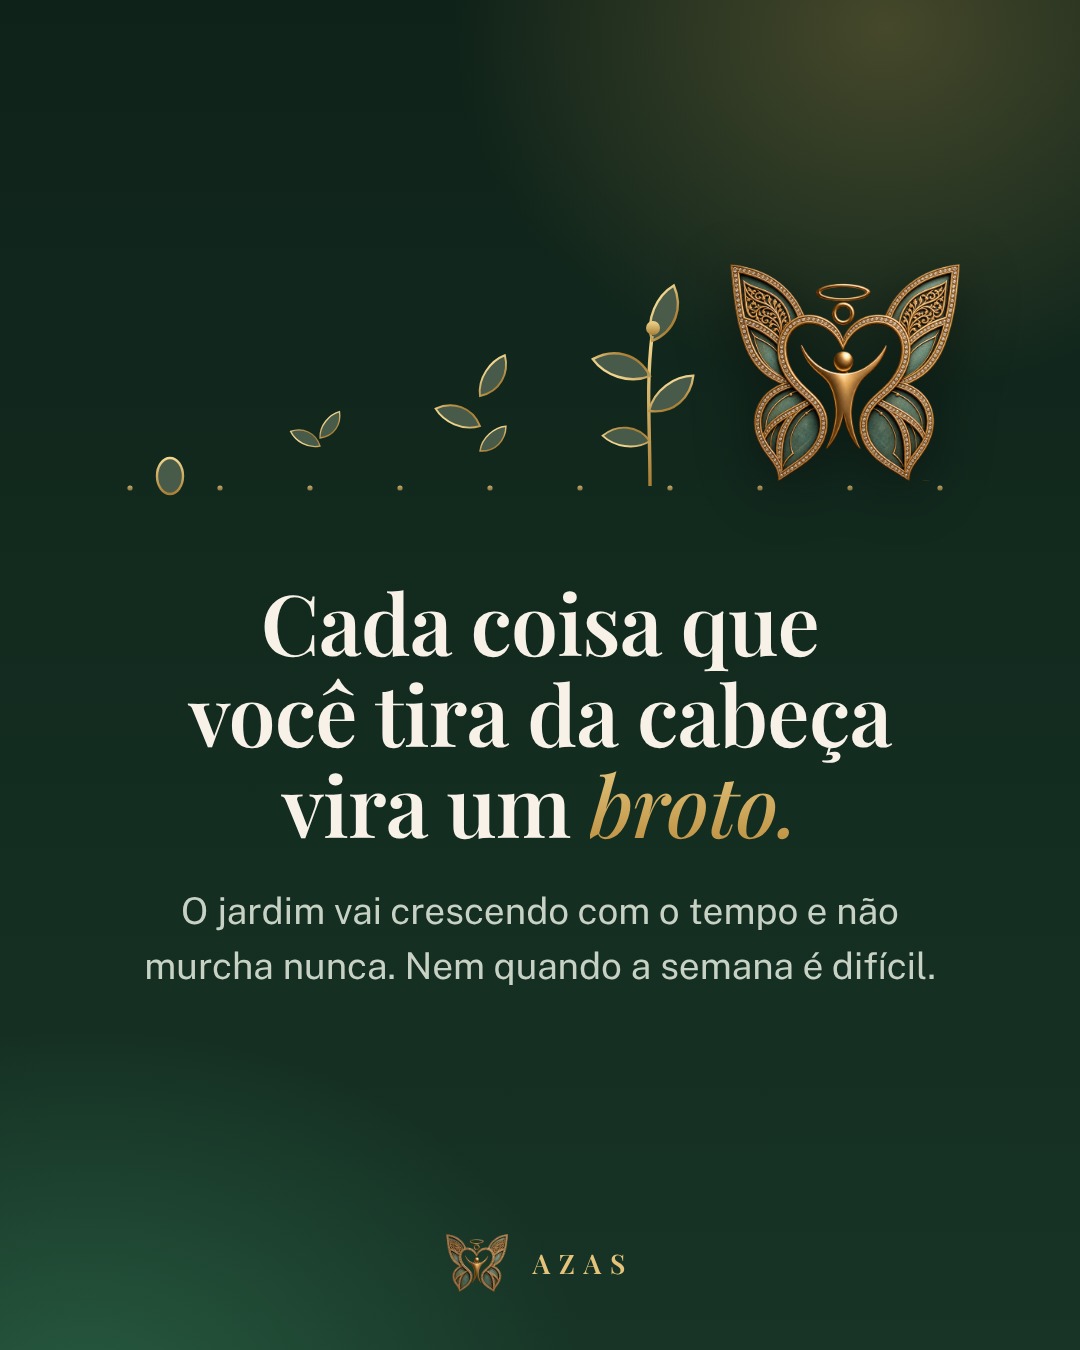 Cada coisa que
você tira da cabeça
vira um broto.
O jardim vai crescendo com o tempo e não
murcha nunca. Nem quando a semana é difícil.
AZAS